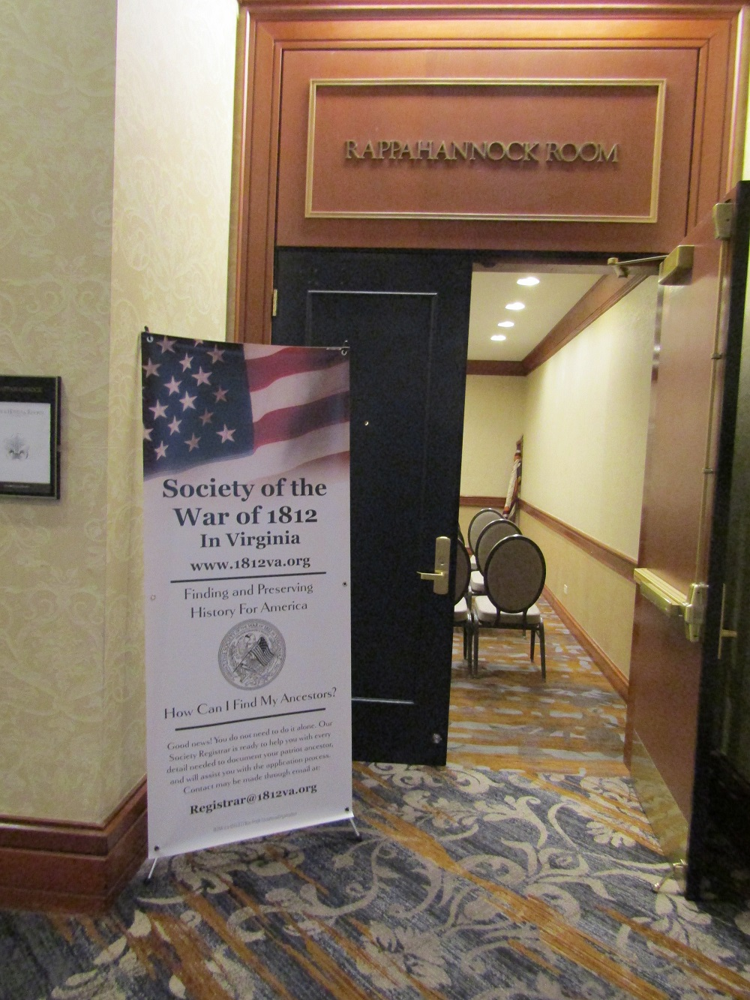 RAPPAHANNOCK ROOM
Society of the
War of 1812
In Virginia
www.1812va.org
Finding and Preserving
History For America
How Can I Find My Ancestors?
Good news! You do not need to do it alone. Our
Society Registrar is ready to help you with every
detail needed to document your patriot ancestor,
and will assist you with the application process.
Contact may be made through email at:
Registrar@1812va.org